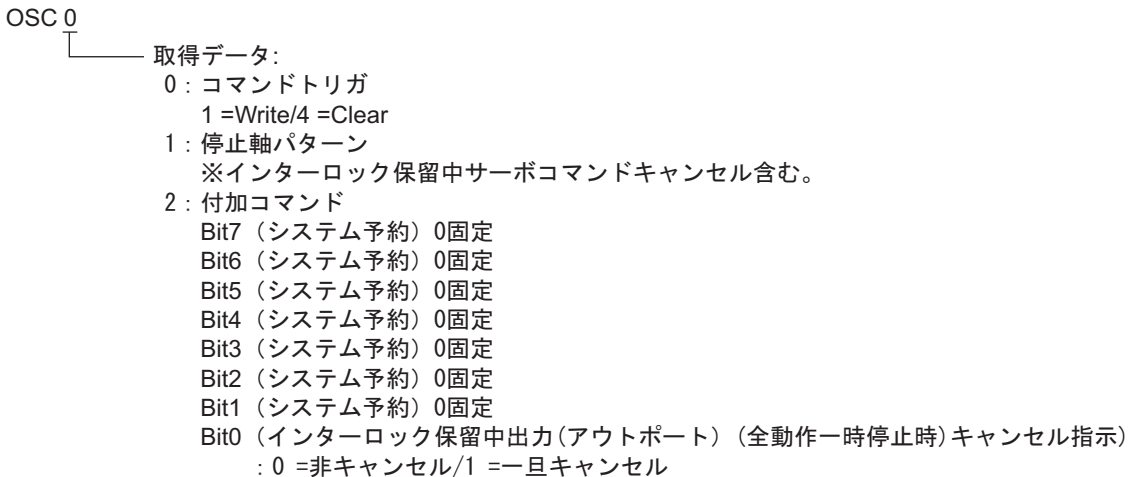 OSC 0
取得データ:
0：コマンドトリガ
1 =Write/4 =Clear
1：停止軸パターン
※インターロック保留中サーボコマンドキャンセル含む。
2：付加コマンド
Bit7（システム予約）0固定
Bit6（システム予約）0固定
Bit5（システム予約）0固定
Bit4（システム予約）0固定
Bit3（システム予約）0固定
Bit2（システム予約）0固定
Bit1（システム予約）0固定
Bit0（インターロック保留中出力(アウトポート)（全動作一時停止時)キャンセル指示）
：0 =非キャンセル/1 =一旦キャンセル